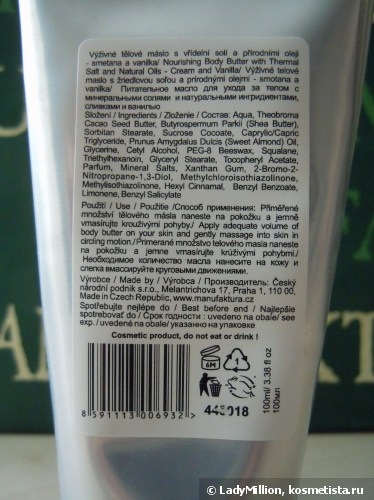 Výživné tělové máslo s vřídelní solí a přírodními oleji
- smetana a vanilka/ Nourishing Body Butter with Thermal
Salt and Natural Oils - Cream and Vanilla/ Výživné telové
maslo s žriedlovou soľou a prírodnými olejmi - smotana a
vanilka/ Питательное масло для ухода за телом с
минеральными солями и натуральными ингридиентами,
сливками и ванилью
Složení / Ingredients / Zloženie / Состав: Aqua, Theobroma
Cacao Seed Butter, Butyrospermum Parkii (Shea Butter),
Sorbitan Stearate, Sucrose Cocoate, Caprylic/Capric
Triglyceride, Prunus Amygdalus Dulcis (Sweet Almond) Oil,
Glycerine, Cetyl Alcohol, PEG-8 Beeswax, Squalane,
Triethylhexanoin, Glyceryl Stearate, Tocopheryl Acetate,
Parfum, Mineral Salts, Xanthan Gum, 2-Bromo-2-
Nitropropane-1,3-Diol, Methylchloroisothiazolinone,
Methylisothiazolinone, Hexyl Cinnamal, Benzyl Benzoate,
Limonene, Benzyl Salicylate
Použití / Use / Použitie /Способ применения: Přiměřené
množství tělového másla naneste na pokožku a jemně
vmasírujte krouživými pohyby./ Apply adequate volume of
body butter on your skin and gently massage into skin in
circling motion./ Primerané množstvo telového masla naneste
na pokožku a jemne vmasírujte krúživými pohybmi./
Необходимое количество масла нанесите на кожу и
слегка вмассируйте круговыми движениями.
Výrobce / Made by / Výrobca / Производитель: Český
národní podnik s.r.o., Melantrichova 17, Praha 1, 110 00,
Made in Czech Republic, www.manufaktura.cz
Spotřebujte nejlépe do / Best before end / Najlepšie
spotrebovať do / Срок годности : uvedeno na obale/ see
exp./ uvedené na obale/ указано на упаковке
Cosmetic product, do not eat or drink !
6M
8 591113 006932
445018
100ml/ 3.38 fl oz
100мл
© LadyMillion, kosmetista.ru